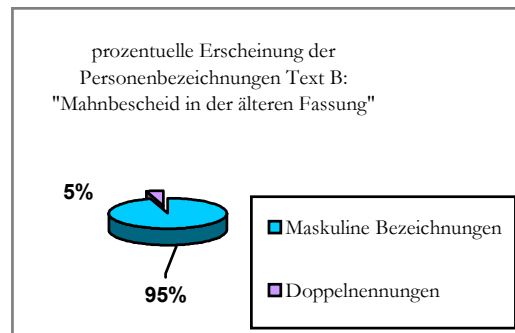 prozentuelle Erscheinung der
Personenbezeichnungen Text B:
"Mahnbescheid in der älteren Fassung"
5%
95%
Maskuline Bezeichnungen
Doppelnennungen